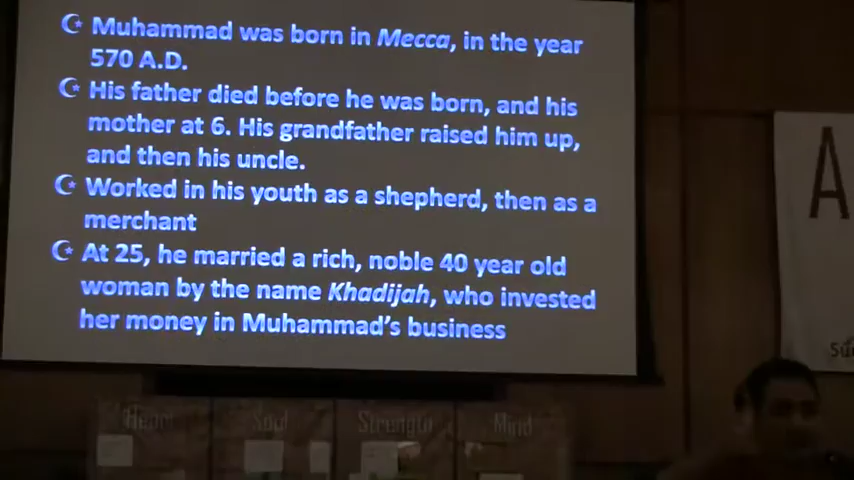 Muhammad was born in Mecca, in the year
570 A.D.
His father died before he was born, and his
mother at 6. His grandfather raised him up,
and then his uncle.
Worked in his youth as a shepherd, then as a
merchant
At 25, he married a rich, noble 40 year old
woman by the name Khadijah, who invested
her money in Muhammad's business
A
Heart Soul Strength Mind